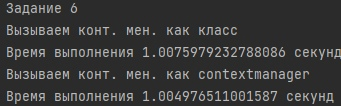 Задание 6
Вызываем конт. мен. как класс
Время выполнения 1.0075979232788086 секунд
Вызываем конт. мен. как contextmanager
Время выполнения 1.004976511001587 секунд